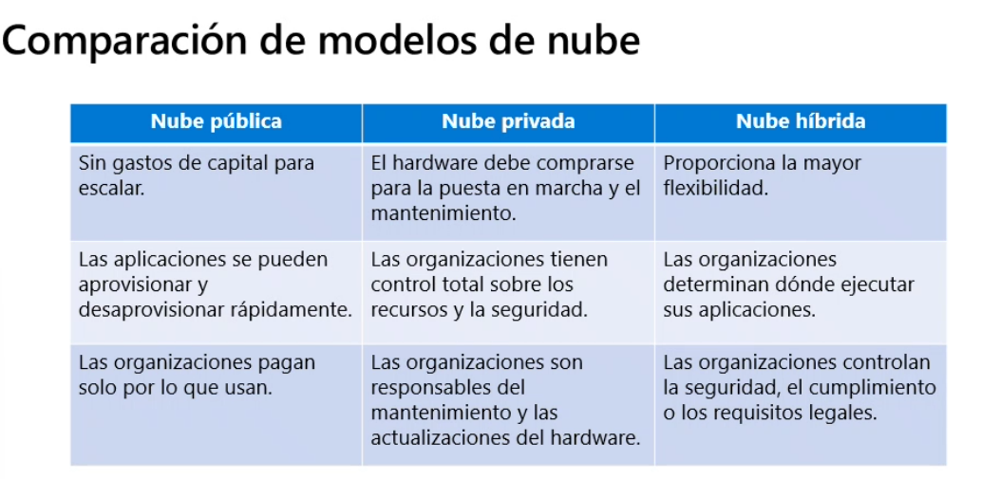 Comparación de modelos de nube
Nube pública
Nube privada
Nube híbrida
Sin gastos de capital para
escalar.
El hardware debe comprarse
para la puesta en marcha y el
mantenimiento.
Proporciona la mayor
flexibilidad.
Las aplicaciones se pueden
aprovisionar y
desaprovisionar rápidamente.
Las organizaciones tienen
control total sobre los
recursos y la seguridad.
Las organizaciones
determinan dónde ejecutar
sus aplicaciones.
Las organizaciones pagan
solo por lo que usan.
Las organizaciones son
responsables del
mantenimiento y las
actualizaciones del hardware.
Las organizaciones controlan
la seguridad, el cumplimiento
o los requisitos legales.